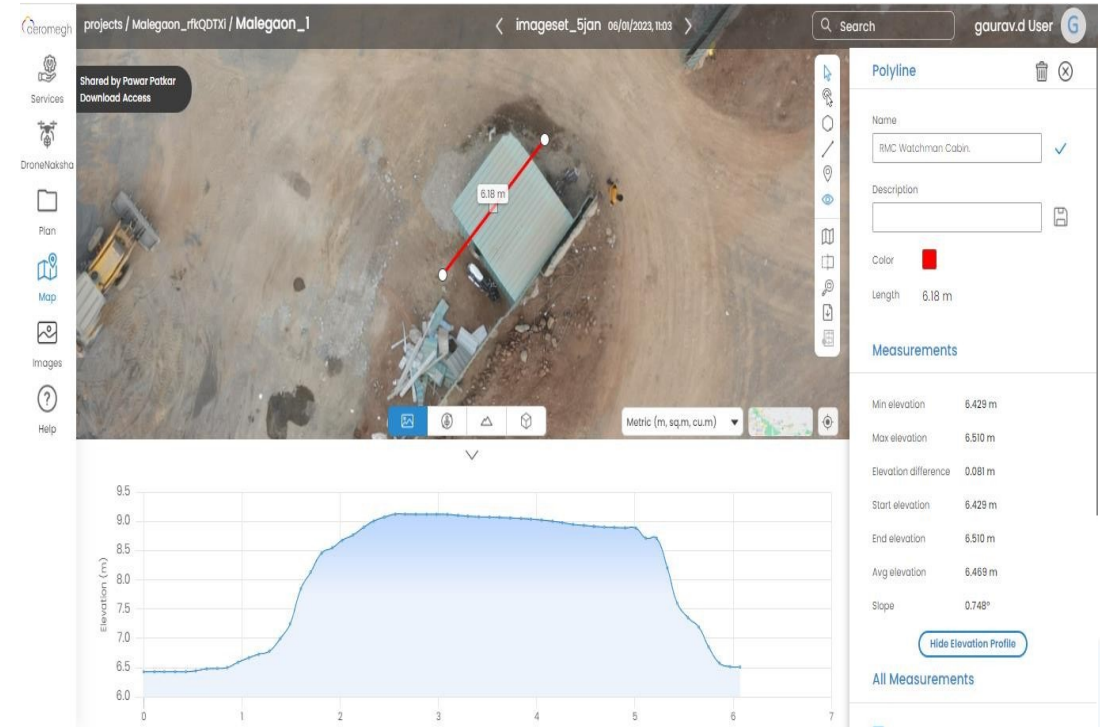 aeromegh
projects / Malegaon_rfkQDTXi / Malegaon_1
imageset_5jan 06/01/2023, 11:03
Search
gaurav.d User
G
Services
DroneNaksha
Plan
Map
Images
Help
Shared by Pawar Patkar
Download Access
6.18 m
Metric (m, sq.m, cu.m)
Polyline
Name
RMC Watchman Cabin.
Description
Color
Length 6.18 m
Measurements
Min elevation 6.429 m
Max elevation 6.510 m
Elevation difference 0.081 m
Start elevation 6.429 m
End elevation 6.510 m
Avg elevation 6.469 m
Slope 0.748°
Hide Elevation Profile
All Measurements
Elevation (m)
9.5
9.0
8.5
8.0
7.5
7.0
6.5
6.0
0 1 2 3 4 5 6 7